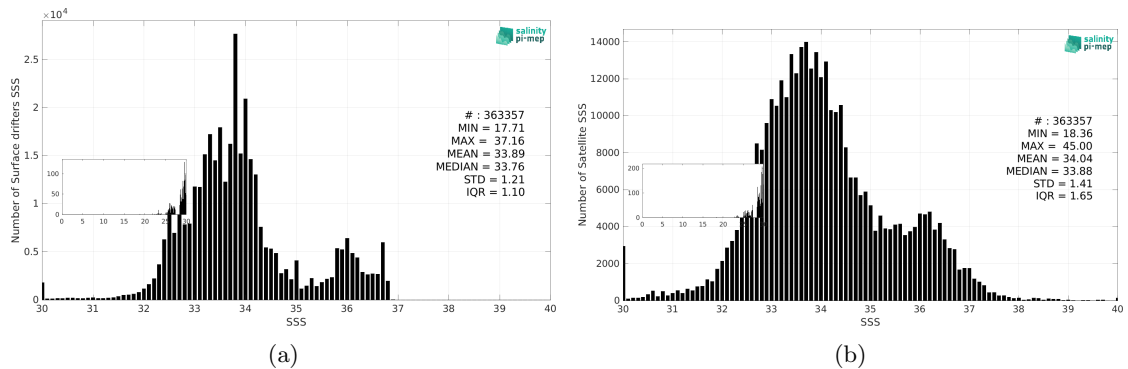 ×10⁴
salinity
pi-mep
Number of Surface drifters SSS
2.5
2
1.5
1
0.5
0
# : 363357
MIN = 17.71
MAX = 37.16
MEAN = 33.89
MEDIAN = 33.76
STD = 1.21
IQR = 1.10
100
50
0
0 5 10 15 20 25 30
30 31 32 33 34 35 36 37 38 39 40
SSS
(a)
salinity
pi-mep
Number of Satellite SSS
14000
12000
10000
8000
6000
4000
2000
0
# : 363357
MIN = 18.36
MAX = 45.00
MEAN = 34.04
MEDIAN = 33.88
STD = 1.41
IQR = 1.65
200
100
0
0 10 20
30 31 32 33 34 35 36 37 38 39 40
SSS
(b)